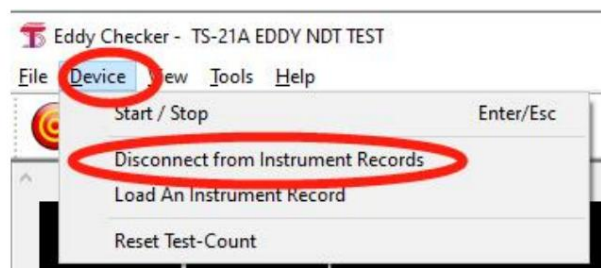 Eddy Checker - TS-21A EDDY NDT TEST
File Device View Tools Help
Start / Stop Enter/Esc
Disconnect from Instrument Records
Load An Instrument Record
Reset Test-Count